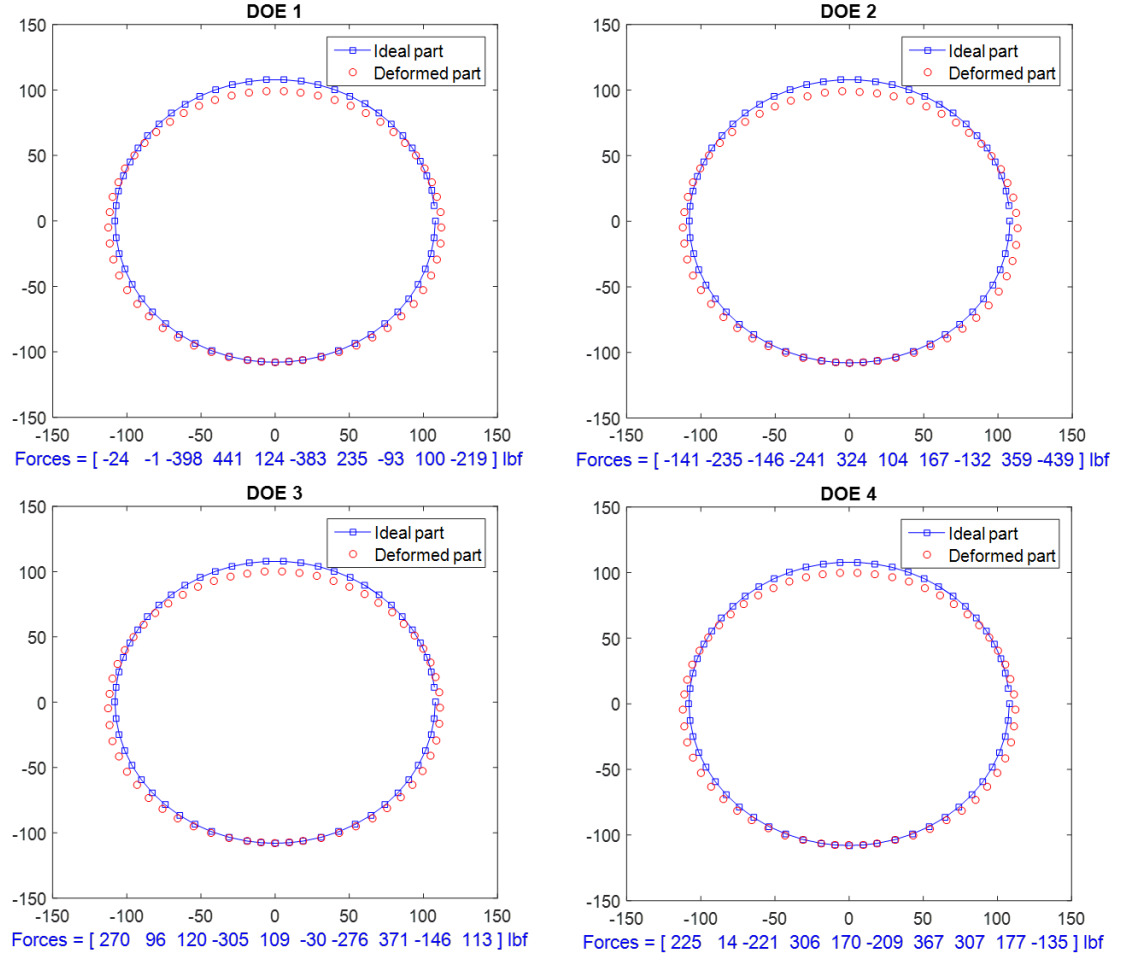 DOE 1
150
100
50
0
-50
-100
-150
-150 -100 -50 0 50 100 150
Ideal part
Deformed part
Forces = [ -24 -1 -398 441 124 -383 235 -93 100 -219 ] lbf
DOE 2
150
100
50
0
-50
-100
-150
-150 -100 -50 0 50 100 150
Ideal part
Deformed part
Forces = [ -141 -235 -146 -241 324 104 167 -132 359 -439 ] lbf
DOE 3
150
100
50
0
-50
-100
-150
-150 -100 -50 0 50 100 150
Ideal part
Deformed part
Forces = [ 270 96 120 -305 109 -30 -276 371 -146 113 ] lbf
DOE 4
150
100
50
0
-50
-100
-150
-150 -100 -50 0 50 100 150
Ideal part
Deformed part
Forces = [ 225 14 -221 306 170 -209 367 307 177 -135 ] lbf